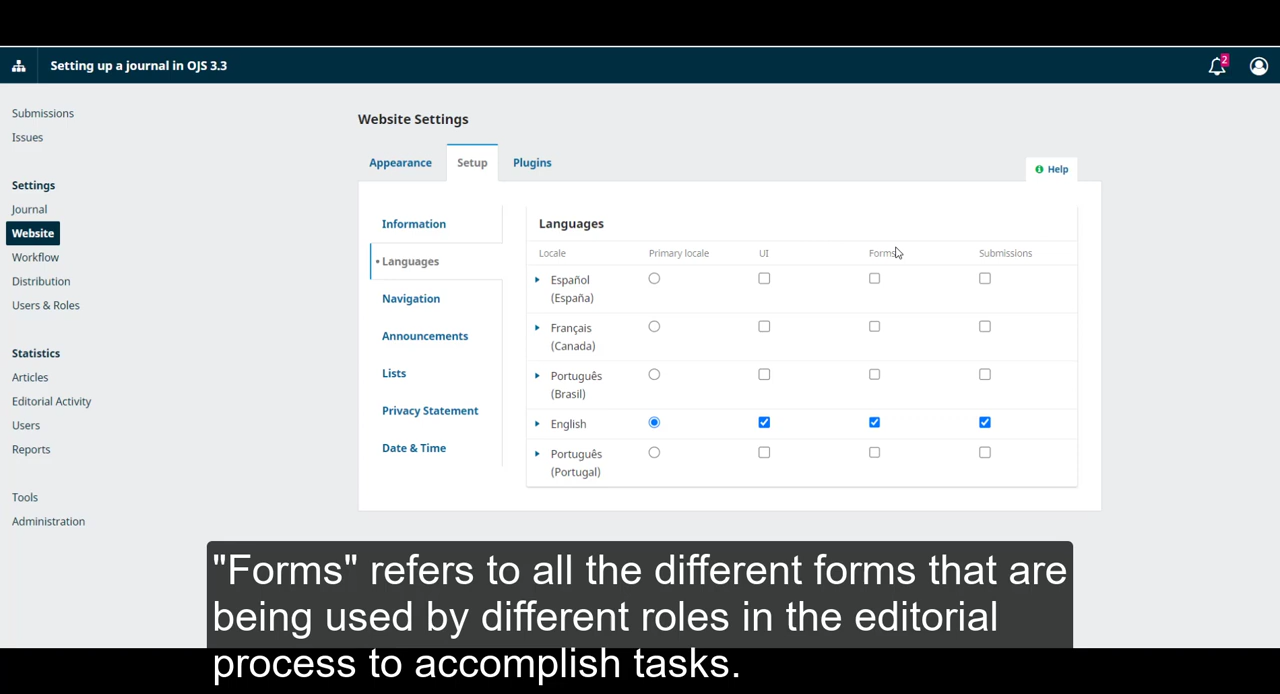 Setting up a journal in OJS 3.3
2
Submissions
Issues
Settings
Journal
Website
Workflow
Distribution
Users & Roles
Statistics
Articles
Editorial Activity
Users
Reports
Tools
Administration
Website Settings
Appearance
Setup
Plugins
Help
Information
Languages
Navigation
Announcements
Lists
Privacy Statement
Date & Time
Languages
Locale Primary locale UI Forms Submissions
Español
(España)
Français
(Canada)
Português
(Brasil)
English
Português
(Portugal)
"Forms" refers to all the different forms that are
being used by different roles in the editorial
process to accomplish tasks.